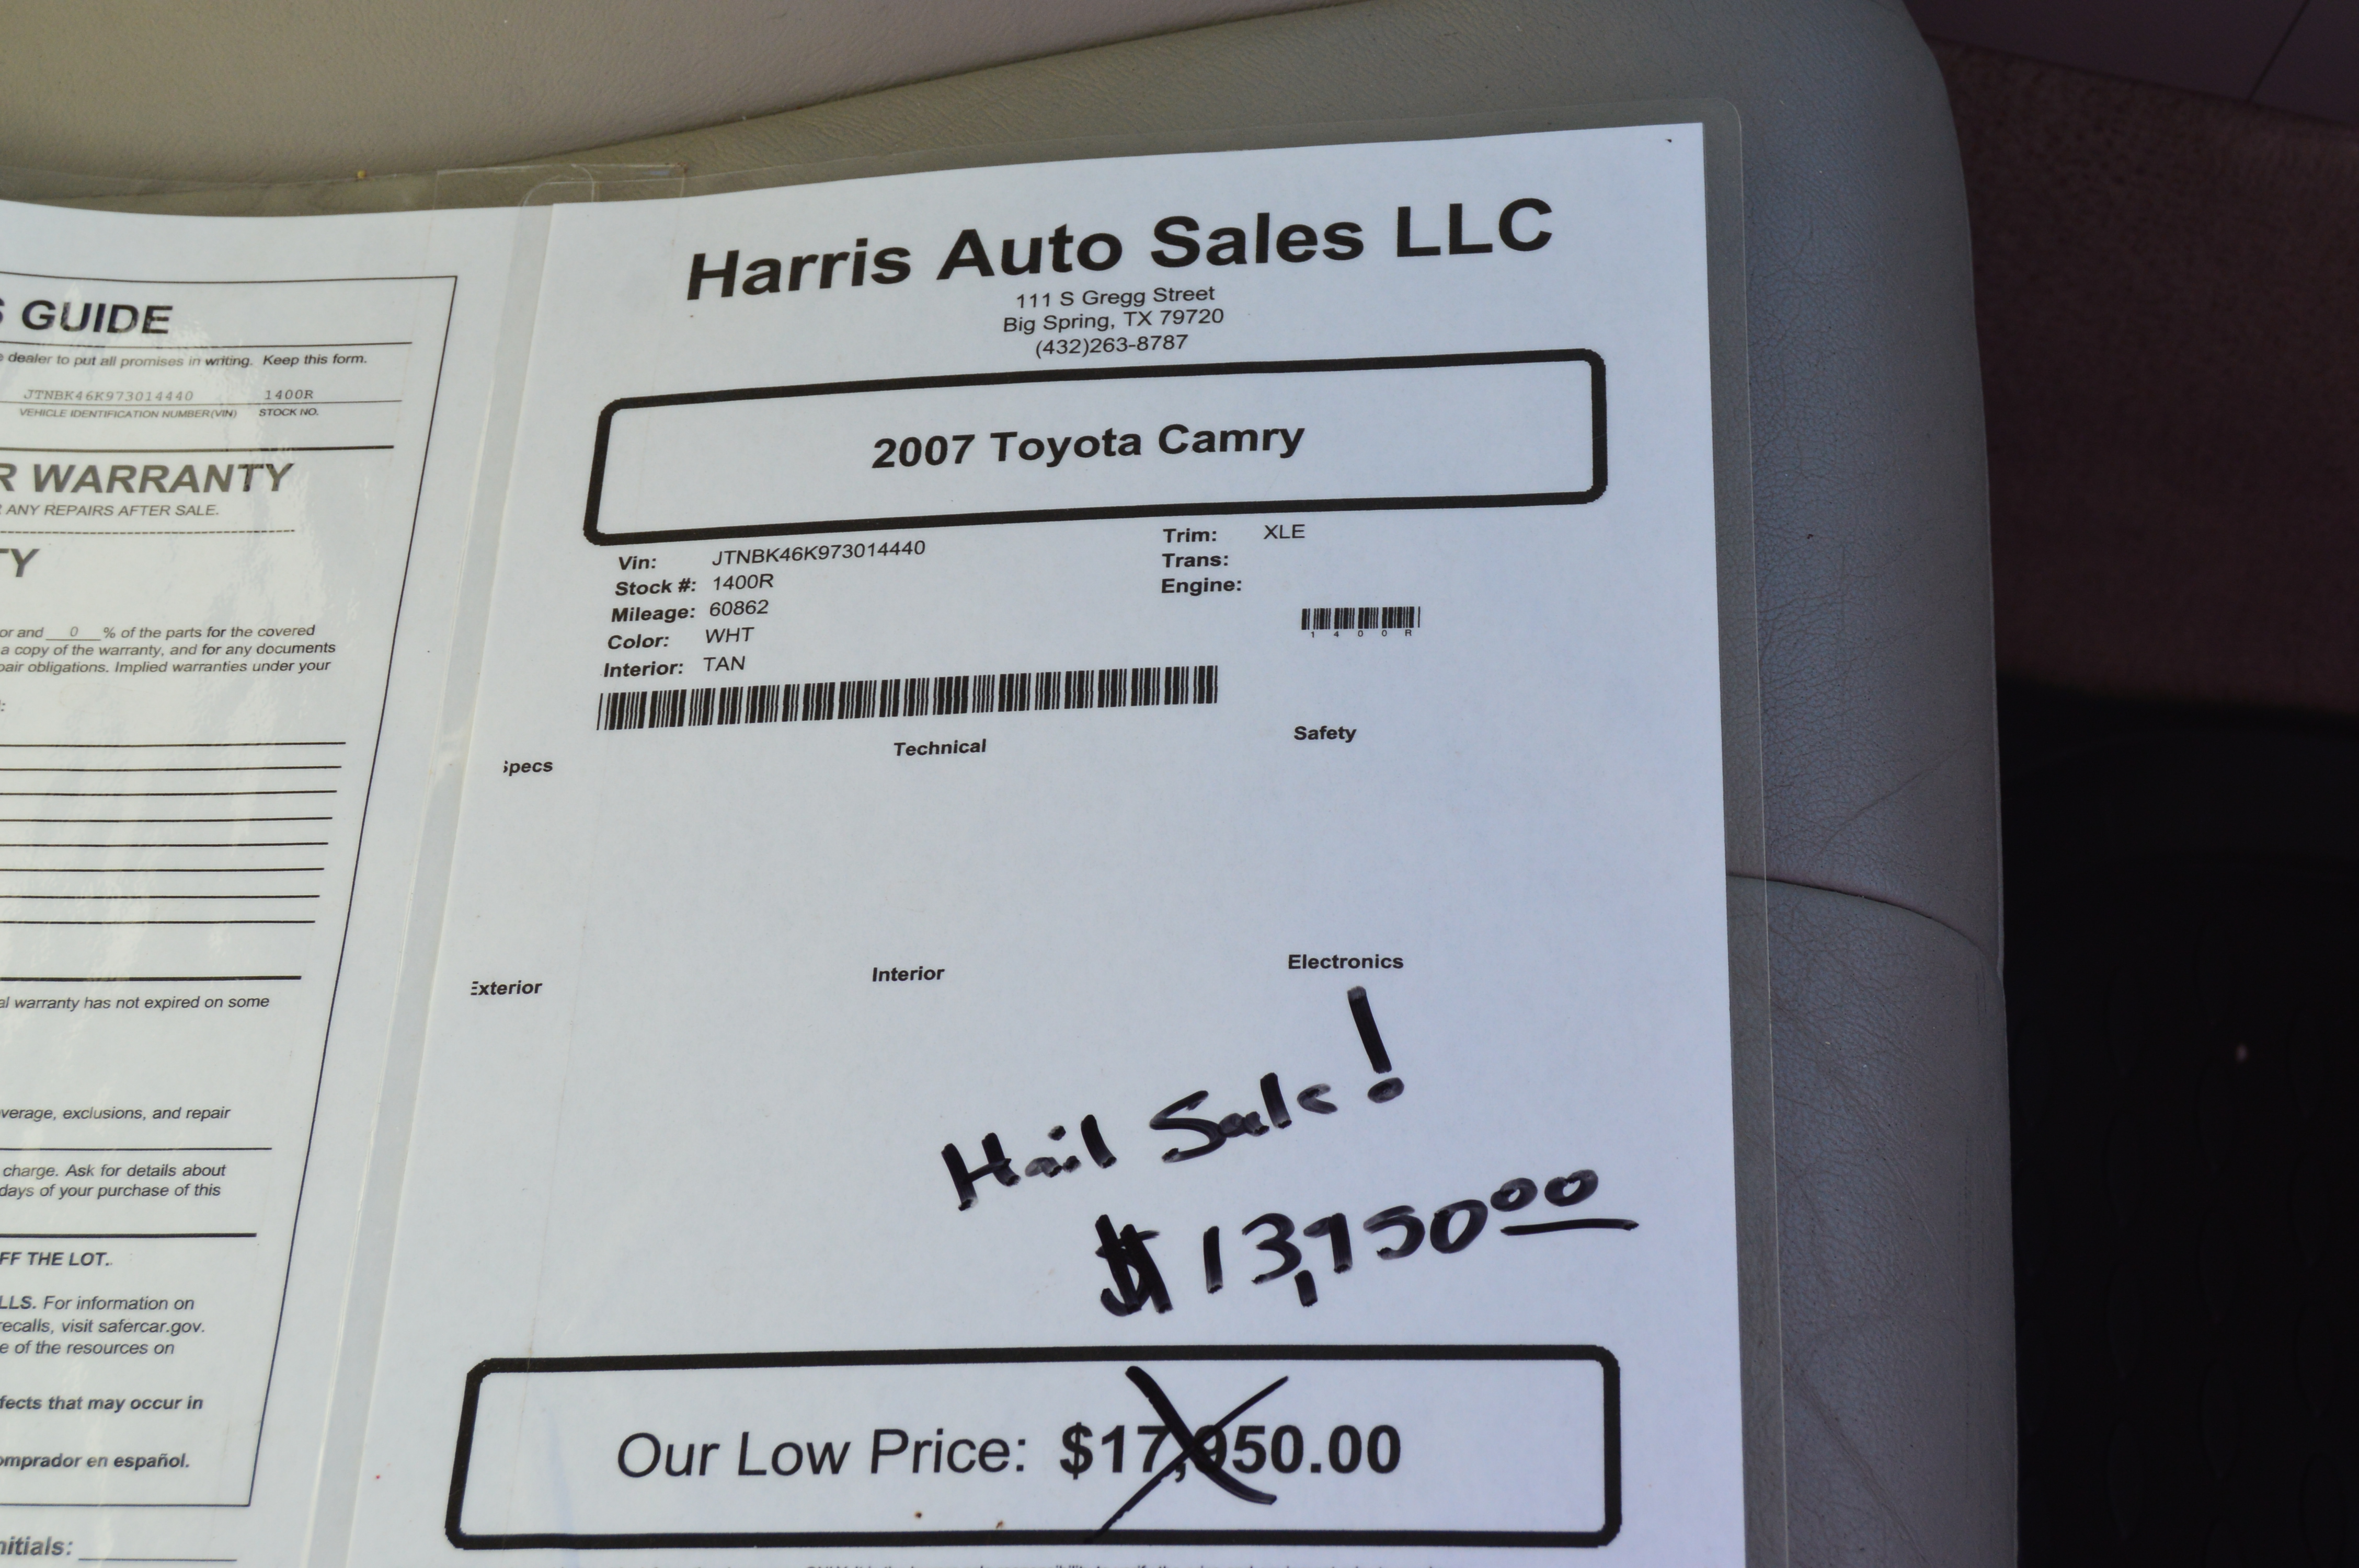 GUIDE
dealer to put all promises in writing. Keep this form.
JTNBK46K973014440 1400R
VEHICLE IDENTIFICATION NUMBER(VIN) STOCK NO.
R WARRANTY
ANY REPAIRS AFTER SALE.
TY
or and 0 % of the parts for the covered
a copy of the warranty, and for any documents
pair obligations. Implied warranties under your
al warranty has not expired on some
verage, exclusions, and repair
charge. Ask for details about
days of your purchase of this
FF THE LOT.
LLS. For information on
recalls, visit safercar.gov.
e of the resources on
fects that may occur in
omprador en español.
nitials:
Harris Auto Sales LLC
111 S Gregg Street
Big Spring, TX 79720
(432)263-8787
2007 Toyota Camry
Vin: JTNBK46K973014440
Stock #: 1400R
Mileage: 60862
Color: WHT
Interior: TAN
Trim: XLE
Trans:
Engine:
1 4 0 0 R
Specs Technical Safety
Exterior Interior Electronics
Hail Sale!
$13,950.00
Our Low Price: $17,950.00